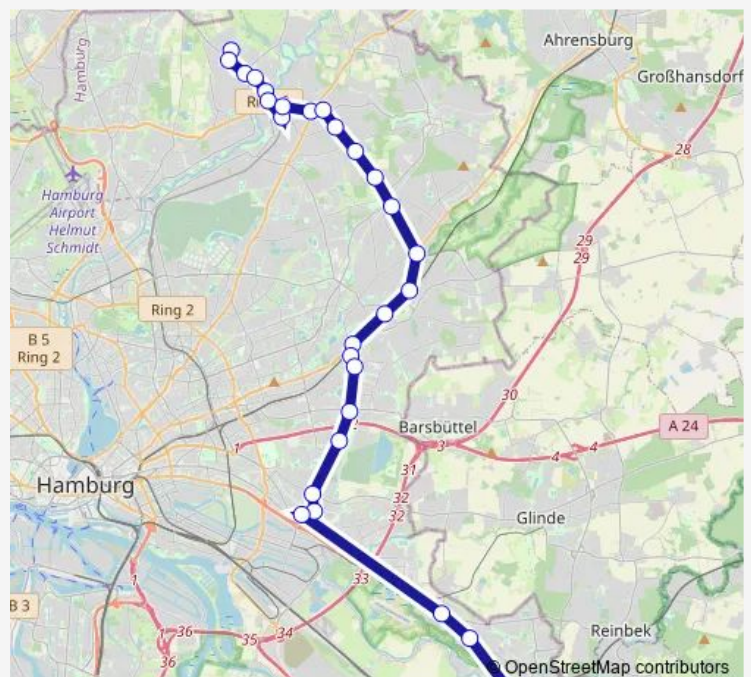 Ahrensburg
Hamburg
Großhansdorf
28
Hamburg
Airport
Helmut
Schmidt
29
29
Ring 2
B 5
Ring 2
30
Barsbüttel
A 24
1
3
4
4
31
Hamburg
32
32
Glinde
33
1
B 3
1
36
35
34
36
Reinbek
OpenStreetMap contributors